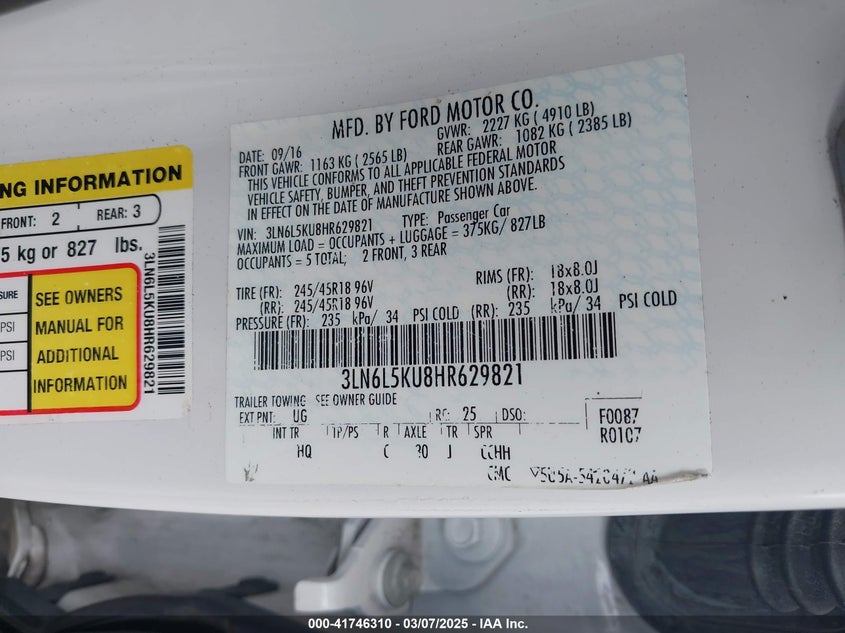 NG INFORMATION
FRONT: 2 REAR: 3
5 kg or 827 lbs.
SURE
PSI
PSI
SEE OWNERS
MANUAL FOR
ADDITIONAL
INFORMATION
3LN6L5KU8HR629821
MFD. BY FORD MOTOR CO.
DATE: 09/16 GVWR: 2227 KG ( 4910 LB)
FRONT GAWR: 1163 KG ( 2565 LB) REAR GAWR: 1082 KG ( 2385 LB)
THIS VEHICLE CONFORMS TO ALL APPLICABLE FEDERAL MOTOR
VEHICLE SAFETY, BUMPER, AND THEFT PREVENTION STANDARDS
IN EFFECT ON THE DATE OF MANUFACTURE SHOWN ABOVE.
VIN: 3LN6L5KU8HR629821 TYPE: Passenger Car
MAXIMUM LOAD = OCCUPANTS + LUGGAGE = 375KG/ 827LB
OCCUPANTS = 5 TOTAL; 2 FRONT, 3 REAR
TIRE (FR): 245/45R18 96V RIMS (FR): 18x8.0J
(RR): 245/45R18 96V (RR): 18x8.0J
PRESSURE (FR): 235 kPa/ 34 PSI COLD (RR): 235 kPa/ 34 PSI COLD
3LN6L5KU8HR629821
TRAILER TOWING SEE OWNER GUIDE
EXT PNT: UG RC: 25 DSO: F0087
INT TR TP/PS R AXLE TR SPR R0107
HQ J CCHH